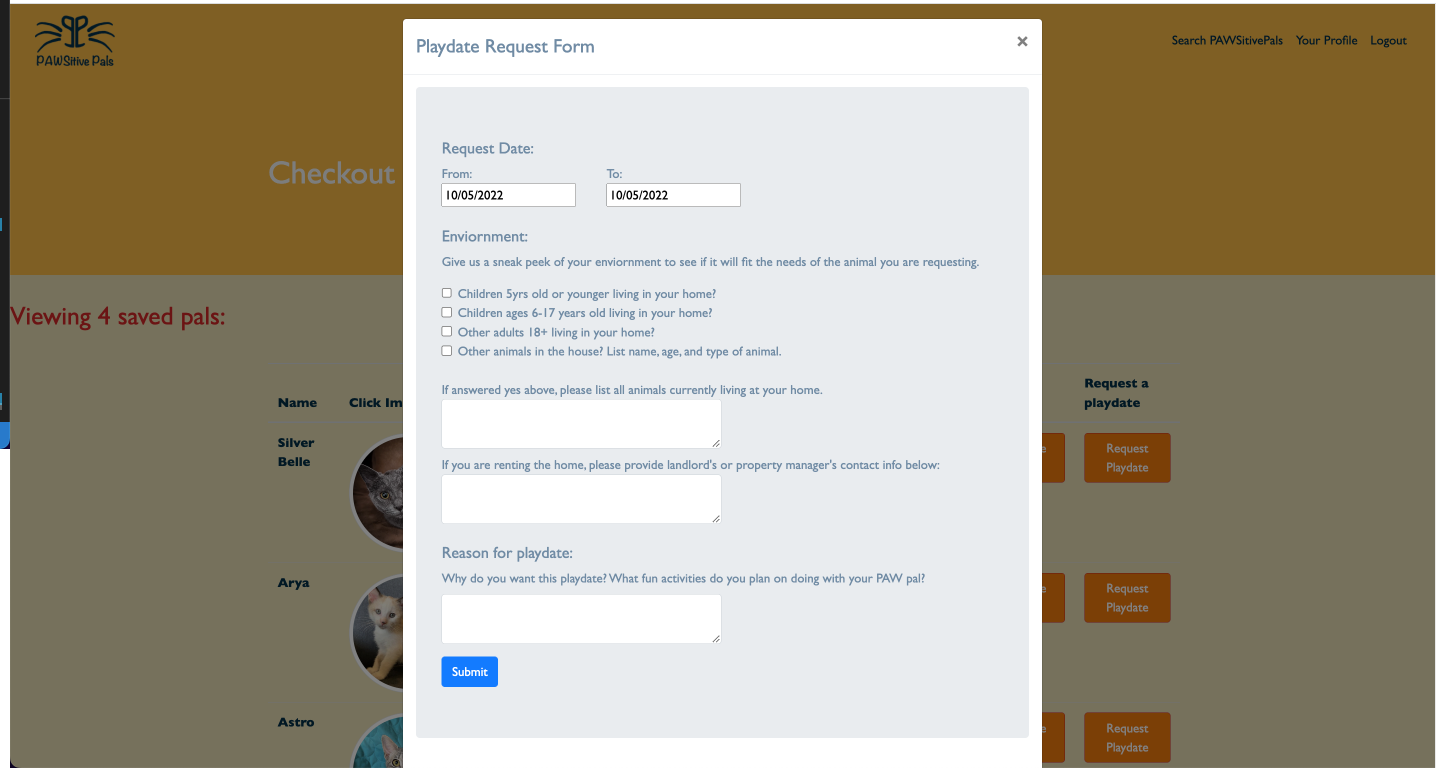 PAWSitive Pals
Search PAWSitivePals Your Profile Logout
Checkout
Viewing 4 saved pals:
Name Click Im
Request a
playdate
Silver
Belle
e
Request
Playdate
Arya
e
Request
Playdate
Astro
e
Request
Playdate
Playdate Request Form
×
Request Date:
From: To:
10/05/2022 10/05/2022
Enviornment:
Give us a sneak peek of your enviornment to see if it will fit the needs of the animal you are requesting.
Children 5yrs old or younger living in your home?
Children ages 6-17 years old living in your home?
Other adults 18+ living in your home?
Other animals in the house? List name, age, and type of animal.
If answered yes above, please list all animals currently living at your home.
If you are renting the home, please provide landlord's or property manager's contact info below:
Reason for playdate:
Why do you want this playdate? What fun activities do you plan on doing with your PAW pal?
Submit